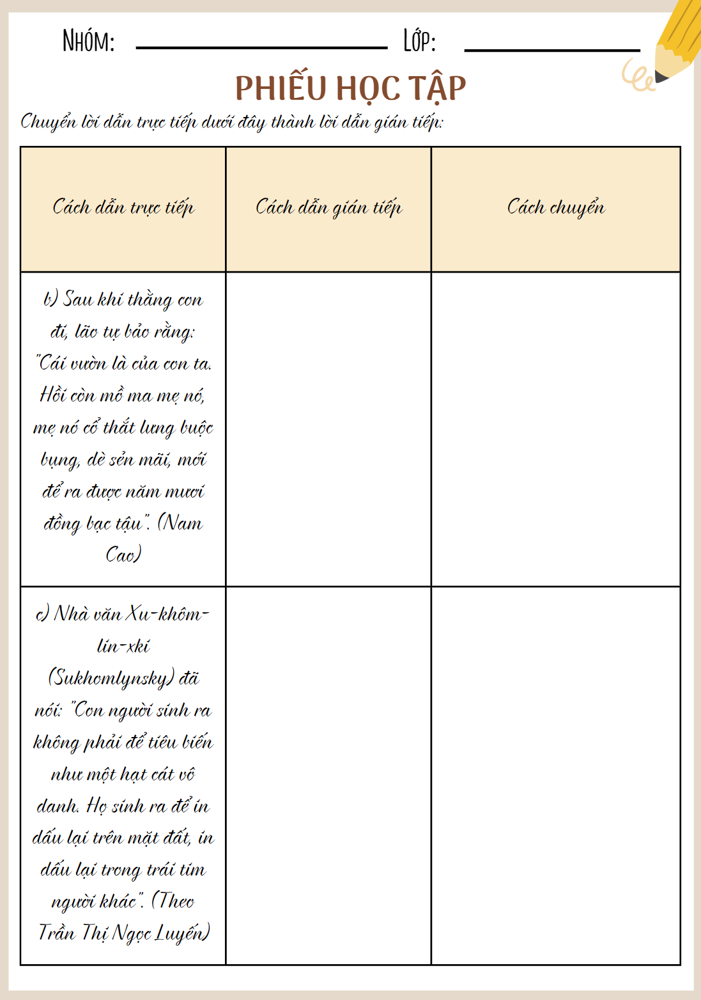 Nhóm: Lớp:
PHIẾU HỌC TẬP
Chuyển lời dẫn trực tiếp dưới đây thành lời dẫn gián tiếp:
Cách dẫn trực tiếp
Cách dẫn gián tiếp
Cách chuyển
b) Sau khi thằng con
đi, lão tự bảo rằng:
"Cái vườn là của con ta.
Hồi còn mồ ma mẹ nó,
mẹ nó cổ thắt lưng buộc
bụng, dè sẻn mãi, mới
để ra được năm mươi
đồng bạc tậu". (Nam
Cao)
c) Nhà văn Xu-khôm-
lin-xki
(Sukhomlynsky) đã
nói: "Con người sinh ra
không phải để tiêu biến
như một hạt cát vô
danh. Họ sinh ra để in
dấu lại trên mặt đất, in
dấu lại trong trái tim
người khác". (Theo
Trần Thị Ngọc Luyến)